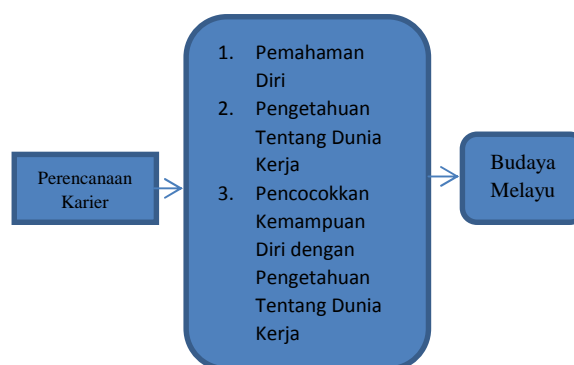 Perencanaan
Karier
1. Pemahaman
Diri
2. Pengetahuan
Tentang Dunia
Kerja
3. Pencocokkan
Kemampuan
Diri dengan
Pengetahuan
Tentang Dunia
Kerja
Budaya
Melayu